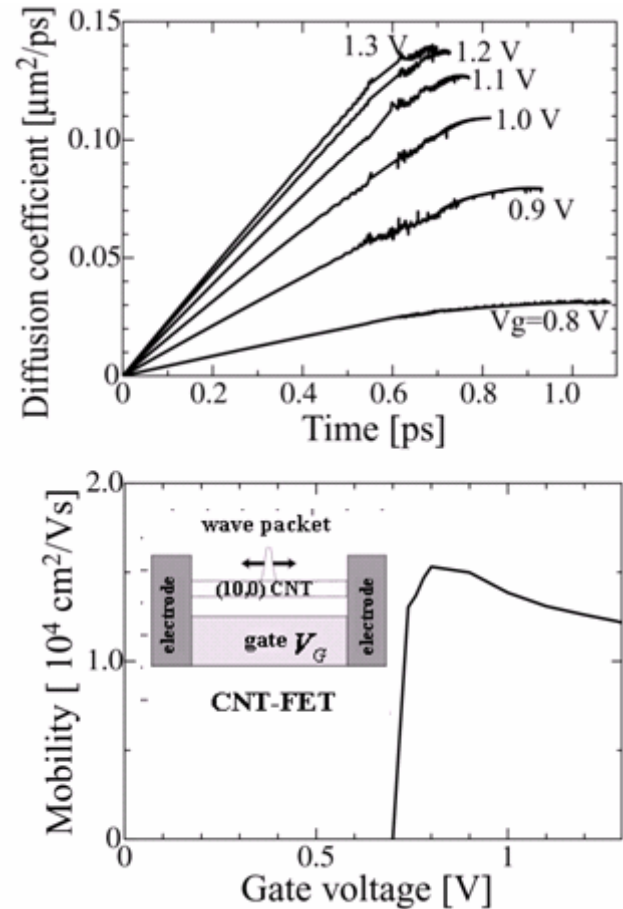 Diffusion coefficient [μm²/ps]
0.15
0.10
0.05
0
1.3 V
1.2 V
1.1 V
1.0 V
0.9 V
Vg=0.8 V
0 0.2 0.4 0.6 0.8 1.0
Time [ps]
Mobility [ 10⁴ cm²/Vs]
2.0
1.0
0
wave packet
(10,0) CNT
electrode
gate V_G
electrode
CNT-FET
0 0.5 1
Gate voltage [V]